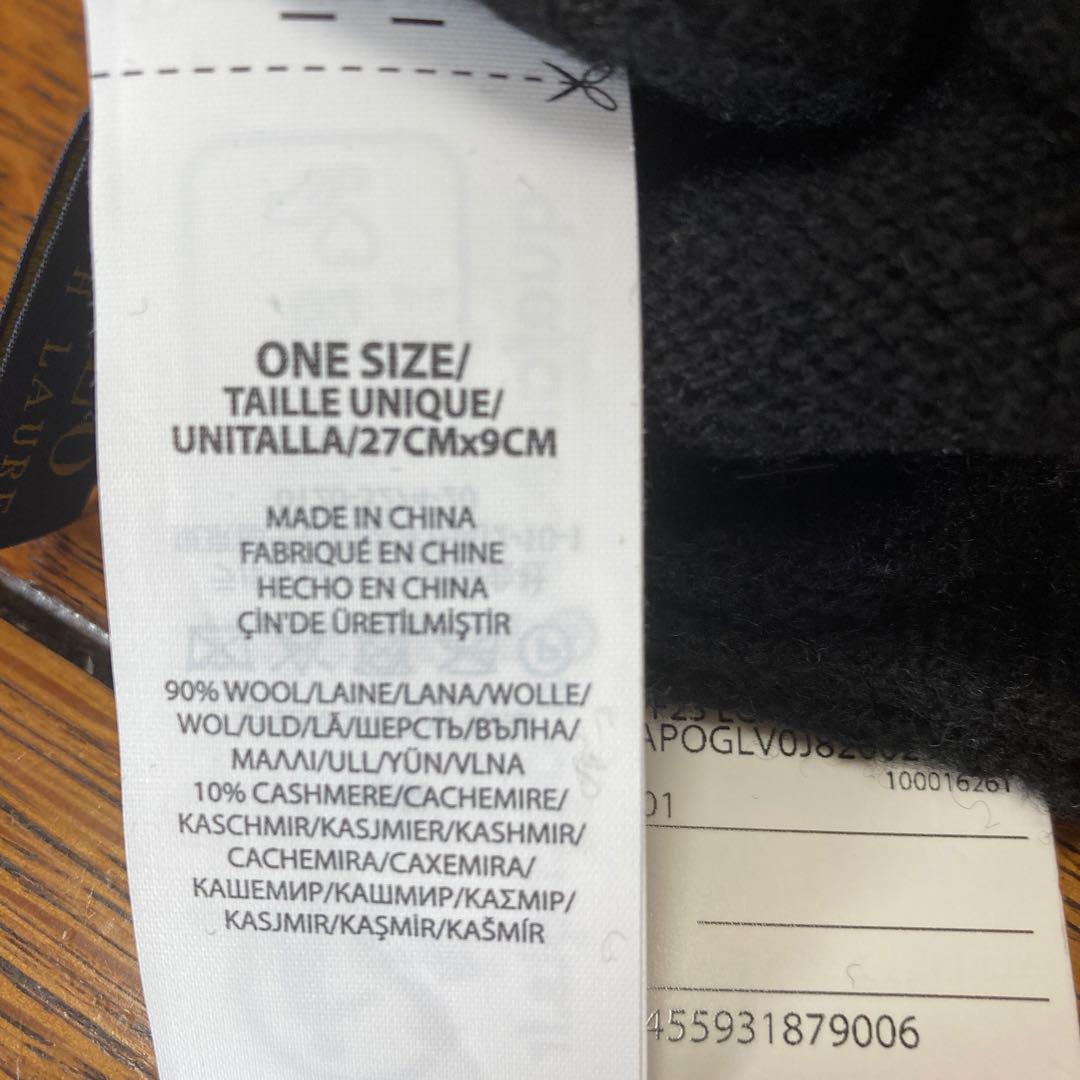 ONE SIZE/
TAILLE UNIQUE/
UNITALLA/27CMx9CM
MADE IN CHINA
FABRIQUÉ EN CHINE
HECHO EN CHINA
ÇİN'DE ÜRETİLMİŞTİR
90% WOOL/LAINE/LANA/WOLLE/
WOL/ULD/LÃ/ШЕРСТЬ/ВЪЛНА/
ΜΑΛΛΙ/ULL/YÜN/VLNA
10% CASHMERE/CACHEMIRE/
KASCHMIR/KASJMIER/KASHMIR/
CACHEMIRA/CAXEMIRA/
КАШЕМИР/КАШМИР/ΚΑΣΜΙΡ/
KASJMIR/KAŞMİR/KAŠMÍR
LAURE
100016261
01
455931879006